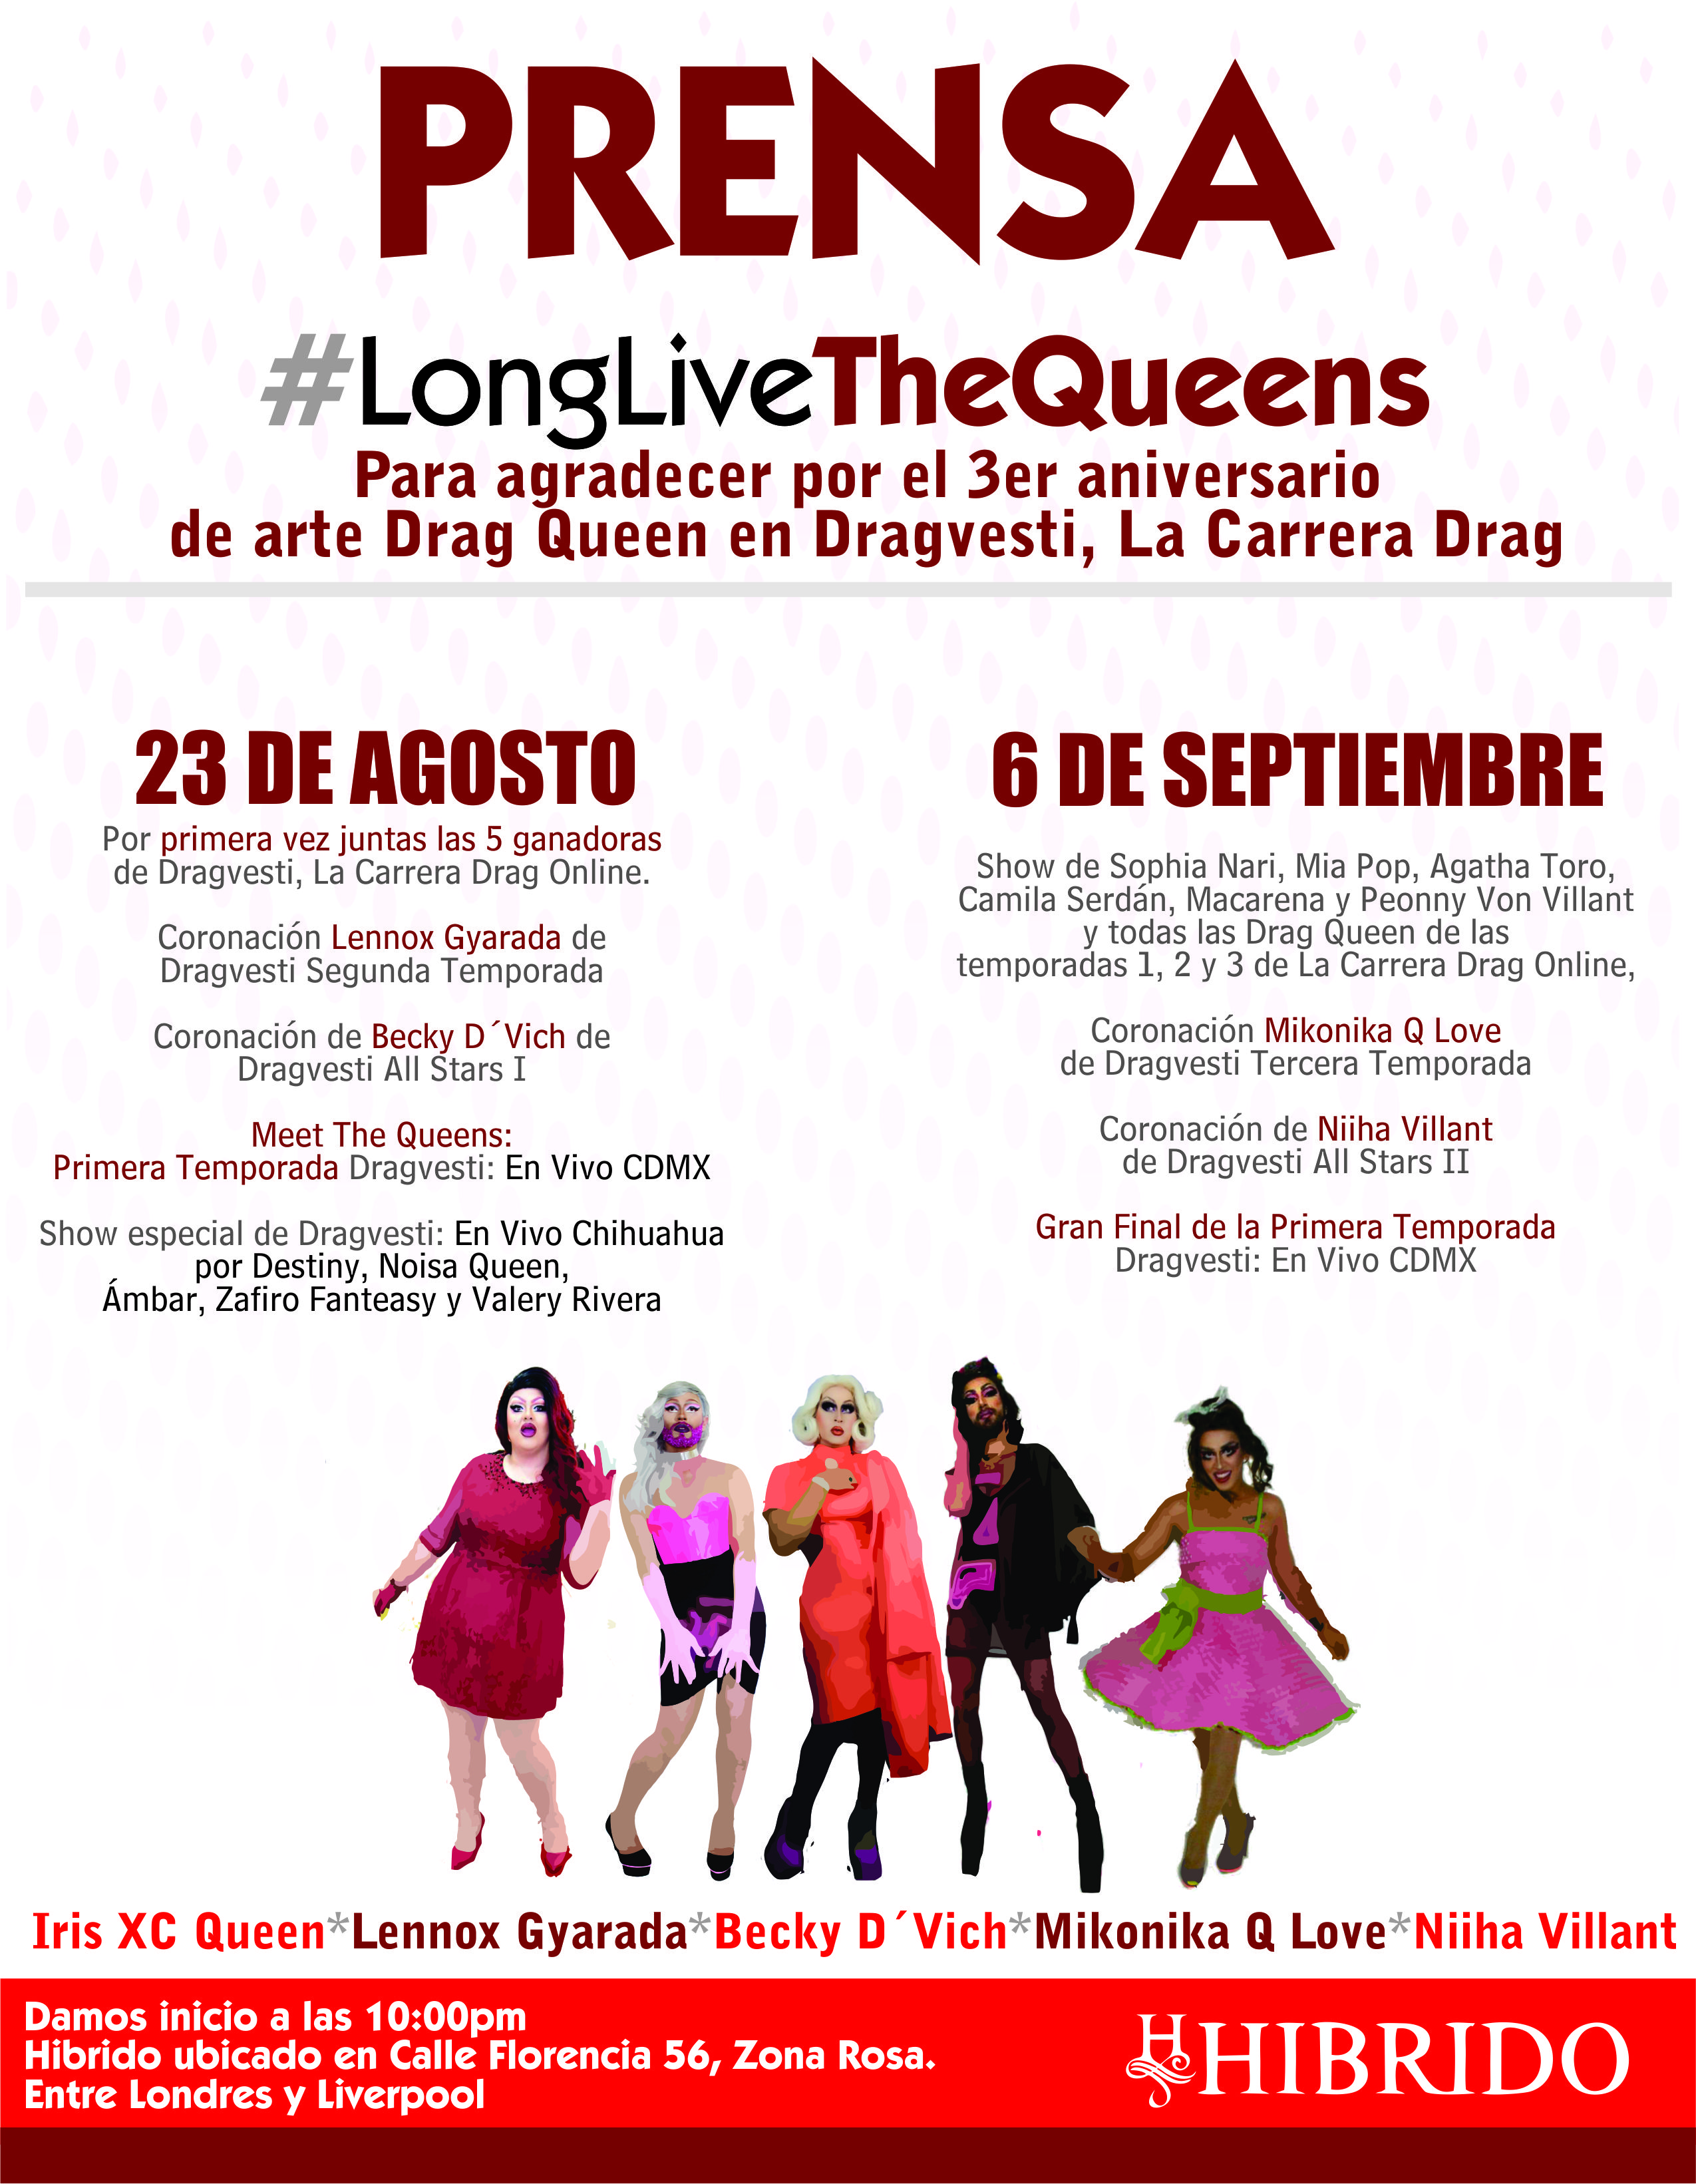 PRENSA
#LongLiveTheQueens
Para agradecer por el 3er aniversario
de arte Drag Queen en Dragvesti, La Carrera Drag
23 DE AGOSTO
Por primera vez juntas las 5 ganadoras
de Dragvesti, La Carrera Drag Online.
Coronación Lennox Gyarada de
Dragvesti Segunda Temporada
Coronación de Becky D´Vich de
Dragvesti All Stars I
Meet The Queens:
Primera Temporada Dragvesti: En Vivo CDMX
Show especial de Dragvesti: En Vivo Chihuahua
por Destiny, Noisa Queen,
Ámbar, Zafiro Fanteasy y Valery Rivera
6 DE SEPTIEMBRE
Show de Sophia Nari, Mia Pop, Agatha Toro,
Camila Serdán, Macarena y Peonny Von Villant
y todas las Drag Queen de las
temporadas 1, 2 y 3 de La Carrera Drag Online,
Coronación Mikonika Q Love
de Dragvesti Tercera Temporada
Coronación de Niiha Villant
de Dragvesti All Stars II
Gran Final de la Primera Temporada
Dragvesti: En Vivo CDMX
Iris XC Queen*Lennox Gyarada*Becky D´Vich*Mikonika Q Love*Niiha Villant
Damos inicio a las 10:00pm
Hibrido ubicado en Calle Florencia 56, Zona Rosa.
Entre Londres y Liverpool
H HIBRIDO